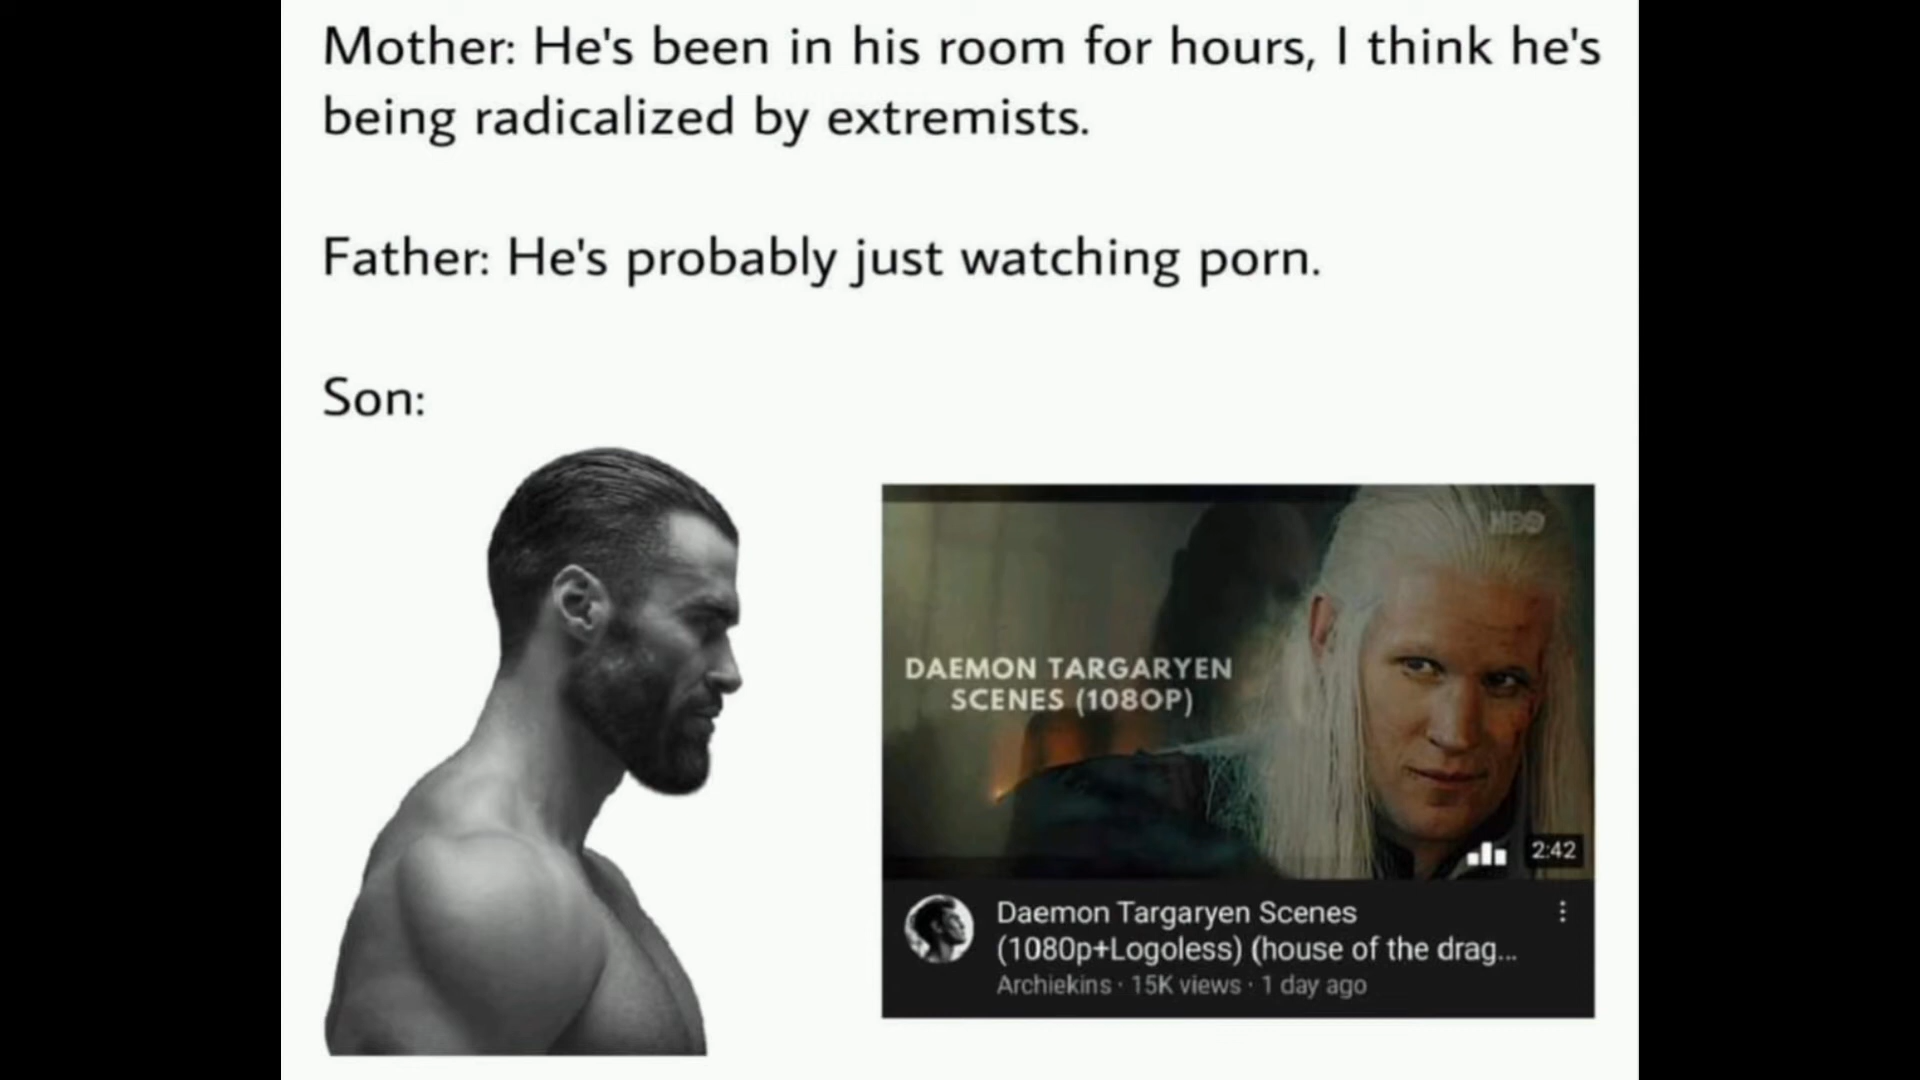 Mother: He's been in his room for hours, I think he's
being radicalized by extremists.
Father: He's probably just watching porn.
Son:
HBO
DAEMON TARGARYEN
SCENES (1080P)
2:42
Daemon Targaryen Scenes
(1080p+Logoless) (house of the drag...
Archiekins · 15K views · 1 day ago